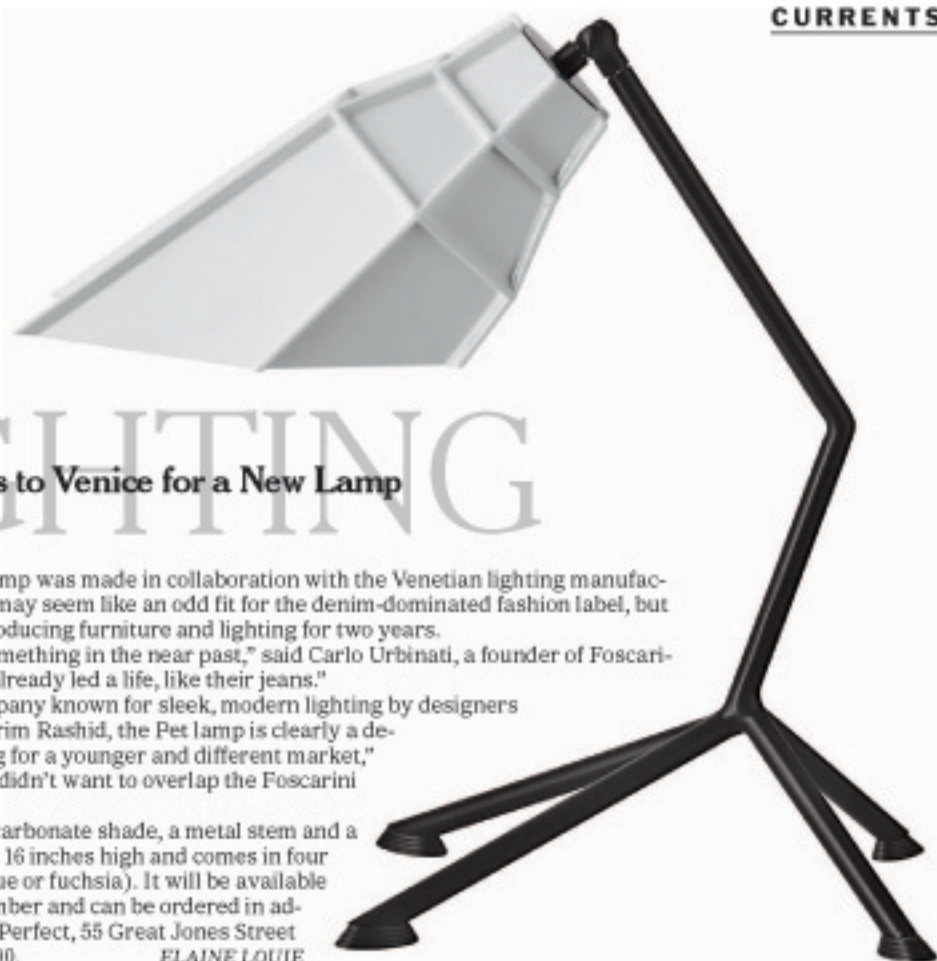 CURRENTS
GHTING
s to Venice for a New Lamp
mp was made in collaboration with the Venetian lighting manufac-
may seem like an odd fit for the denim-dominated fashion label, but
oducing furniture and lighting for two years.
mething in the near past,” said Carlo Urbinati, a founder of Foscari-
lready led a life, like their jeans.”
pany known for sleek, modern lighting by designers
rim Rashid, the Pet lamp is clearly a de-
g for a younger and different market,”
didn’t want to overlap the Foscarini
carbonate shade, a metal stem and a
16 inches high and comes in four
ue or fuchsia). It will be available
mber and can be ordered in ad-
Perfect, 55 Great Jones Street
ELAINE LOUIE